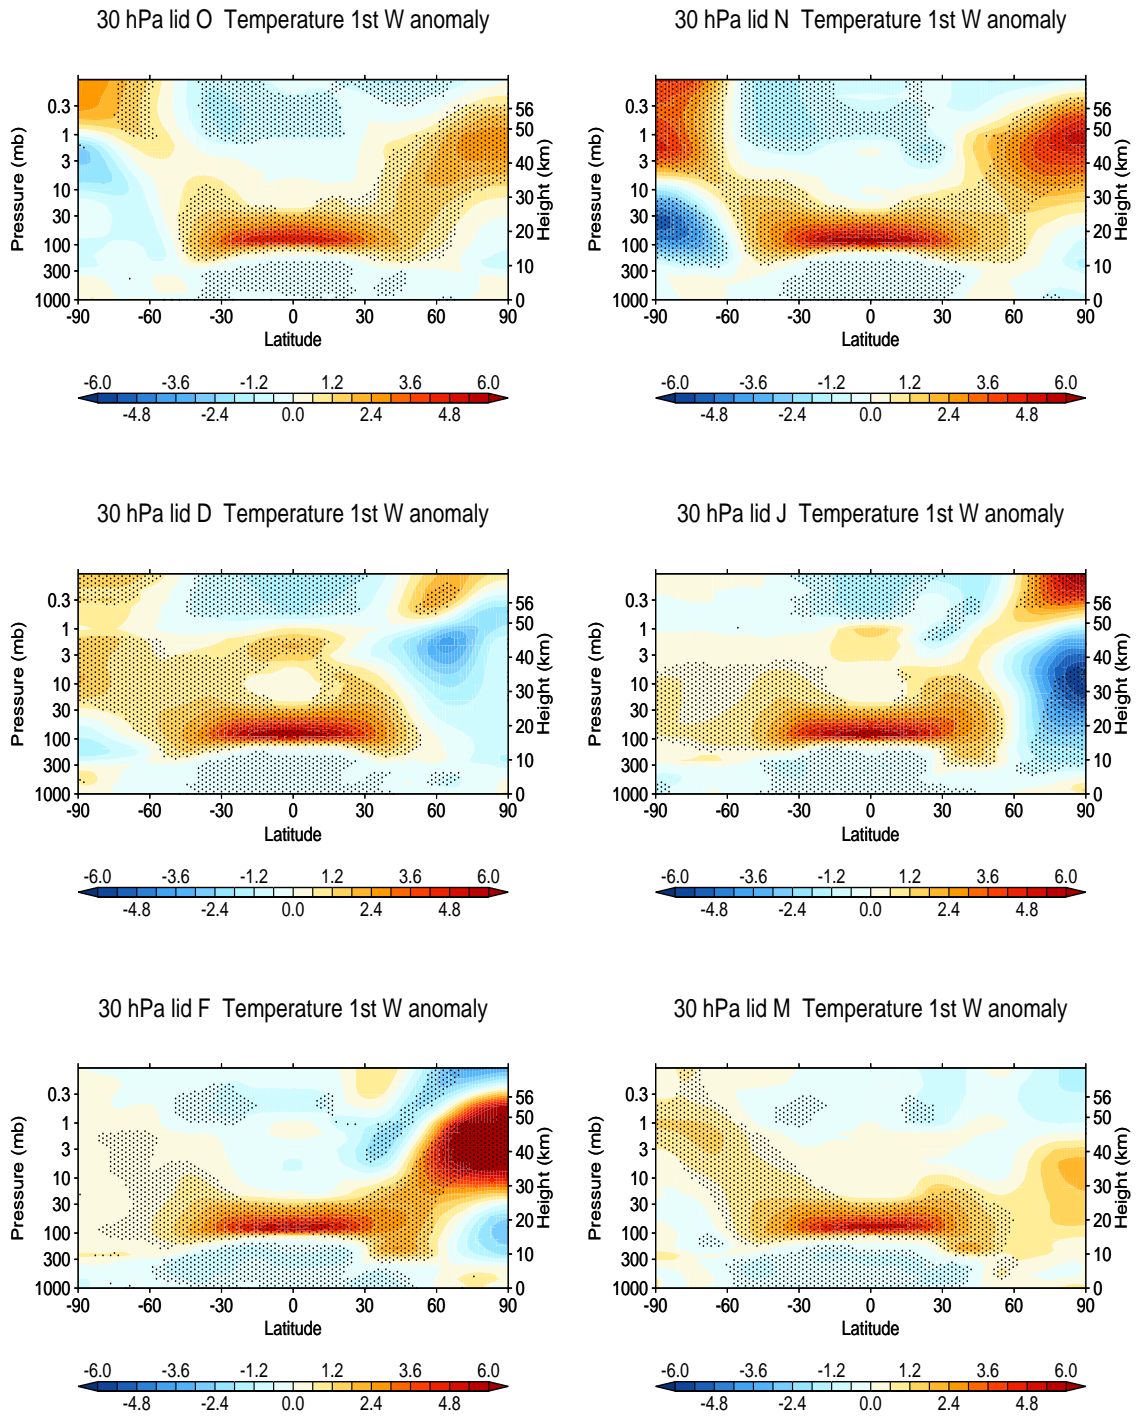 30 hPa lid O  Temperature 1st W anomaly
Pressure (mb)
0.3
1
3
10
30
100
300
1000
56
50
40
30
20
10
0
Height (km)
-90 -60 -30 0 30 60 90
Latitude
-6.0 -3.6 -1.2 1.2 3.6 6.0
-4.8 -2.4 0.0 2.4 4.8
30 hPa lid N  Temperature 1st W anomaly
Pressure (mb)
0.3
1
3
10
30
100
300
1000
56
50
40
30
20
10
0
Height (km)
-90 -60 -30 0 30 60 90
Latitude
-6.0 -3.6 -1.2 1.2 3.6 6.0
-4.8 -2.4 0.0 2.4 4.8
30 hPa lid D  Temperature 1st W anomaly
Pressure (mb)
0.3
1
3
10
30
100
300
1000
56
50
40
30
20
10
0
Height (km)
-90 -60 -30 0 30 60 90
Latitude
-6.0 -3.6 -1.2 1.2 3.6 6.0
-4.8 -2.4 0.0 2.4 4.8
30 hPa lid J  Temperature 1st W anomaly
Pressure (mb)
0.3
1
3
10
30
100
300
1000
56
50
40
30
20
10
0
Height (km)
-90 -60 -30 0 30 60 90
Latitude
-6.0 -3.6 -1.2 1.2 3.6 6.0
-4.8 -2.4 0.0 2.4 4.8
30 hPa lid F  Temperature 1st W anomaly
Pressure (mb)
0.3
1
3
10
30
100
300
1000
56
50
40
30
20
10
0
Height (km)
-90 -60 -30 0 30 60 90
Latitude
-6.0 -3.6 -1.2 1.2 3.6 6.0
-4.8 -2.4 0.0 2.4 4.8
30 hPa lid M  Temperature 1st W anomaly
Pressure (mb)
0.3
1
3
10
30
100
300
1000
56
50
40
30
20
10
0
Height (km)
-90 -60 -30 0 30 60 90
Latitude
-6.0 -3.6 -1.2 1.2 3.6 6.0
-4.8 -2.4 0.0 2.4 4.8